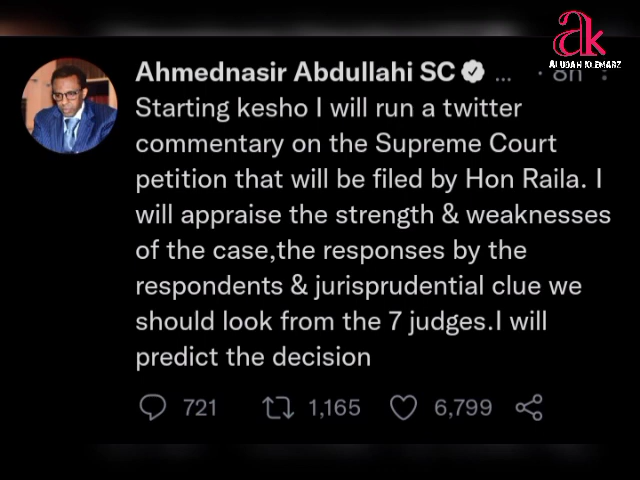 ak
Ahmednasir Abdullahi SC ... · 8h
Starting kesho I will run a twitter
commentary on the Supreme Court
petition that will be filed by Hon Raila. I
will appraise the strength & weaknesses
of the case,the responses by the
respondents & jurisprudential clue we
should look from the 7 judges.I will
predict the decision
721 1,165 6,799